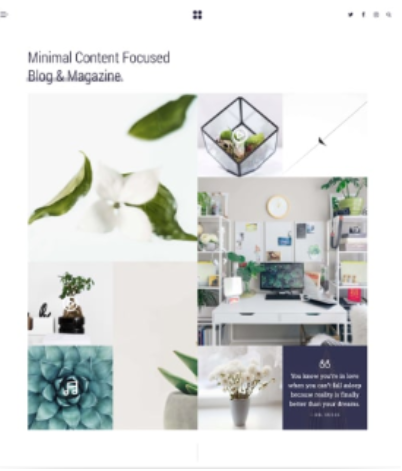 Minimal Content Focused
Blog & Magazine.
You know you're in love
when you can't fall asleep
because reality is finally
better than your dreams.